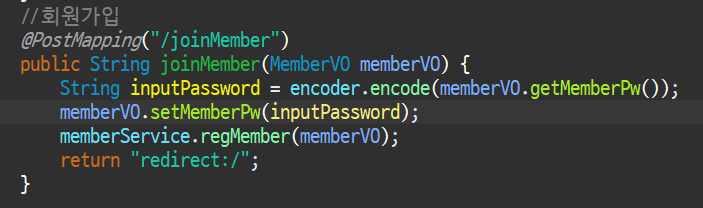 //회원가입
@PostMapping("/joinMember")
public String joinMember(MemberVO memberVO) {
    String inputPassword = encoder.encode(memberVO.getMemberPw());
    memberVO.setMemberPw(inputPassword);
    memberService.regMember(memberVO);
    return "redirect:/";
}